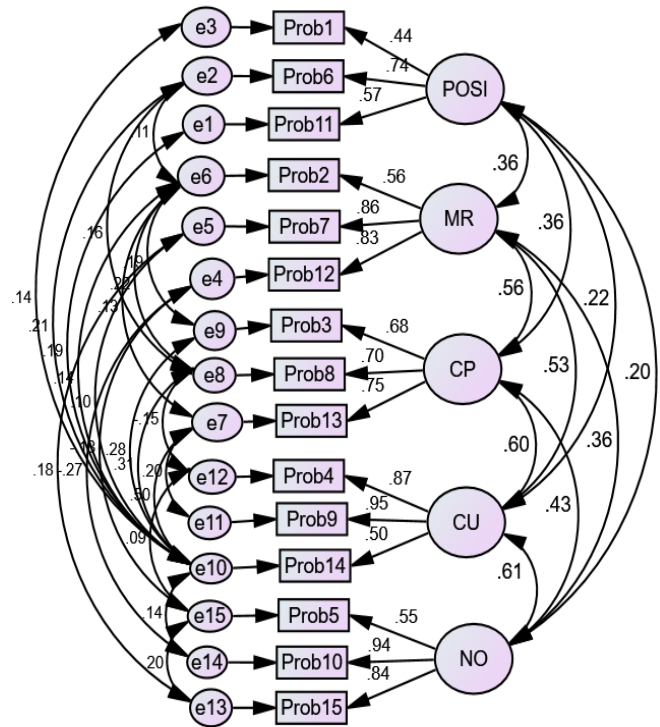 e3 Prob1 .44
e2 Prob6 .74
POSI
e1 Prob11 .57
.11
e6 Prob2 .56
.36
e5 Prob7 .86
MR
.16
.36
e4 Prob12 .83
.19
.22
.13
.56
.14
.22
e9 Prob3 .68
.21
.19
.70
e8 Prob8
CP
.53
.20
.14
.75
.10
e7 Prob13
-.15
.60
.36
.28
.31
.18
-.27
.20
e12 Prob4 .87
.50
.43
.95
e11 Prob9
CU
.09
.50
e10 Prob14
.61
.14
e15 Prob5 .55
.94
e14 Prob10
NO
.20
.84
e13 Prob15